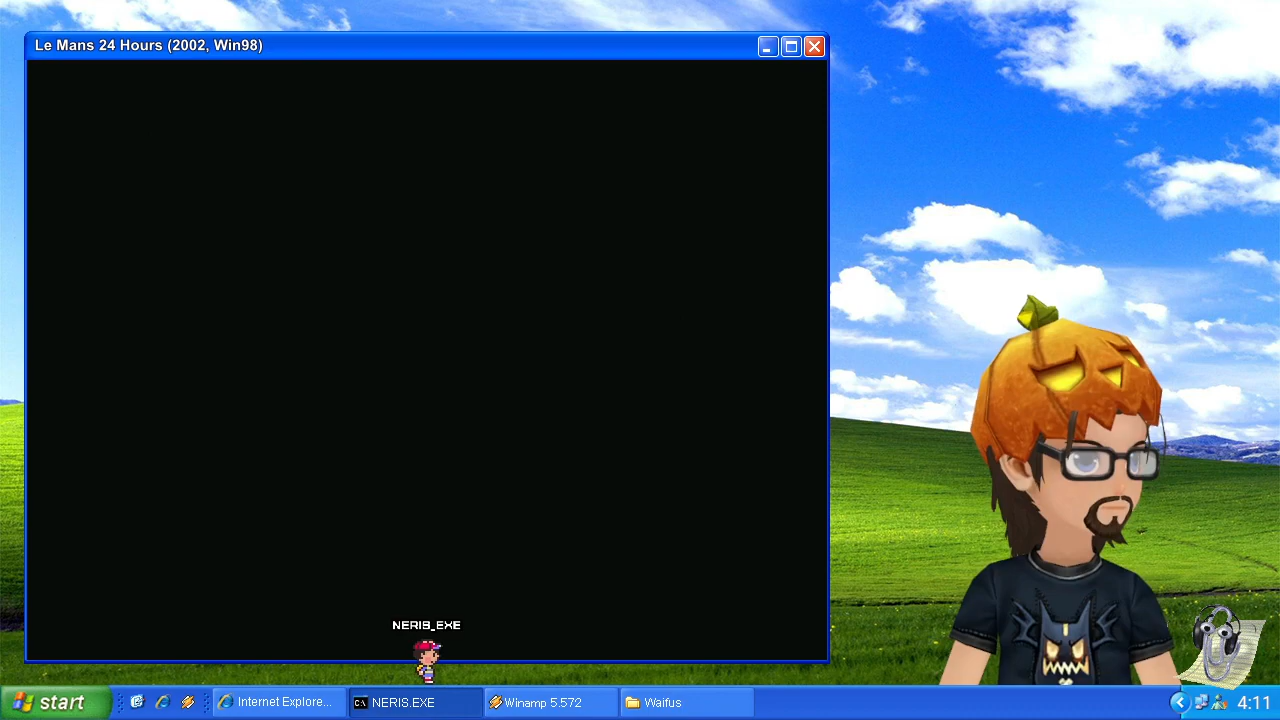 Le Mans 24 Hours (2002, Win98)
NERIS_EXE
start
Internet Explore...
C:\
NERIS.EXE
Winamp 5.572
Waifus
4:11